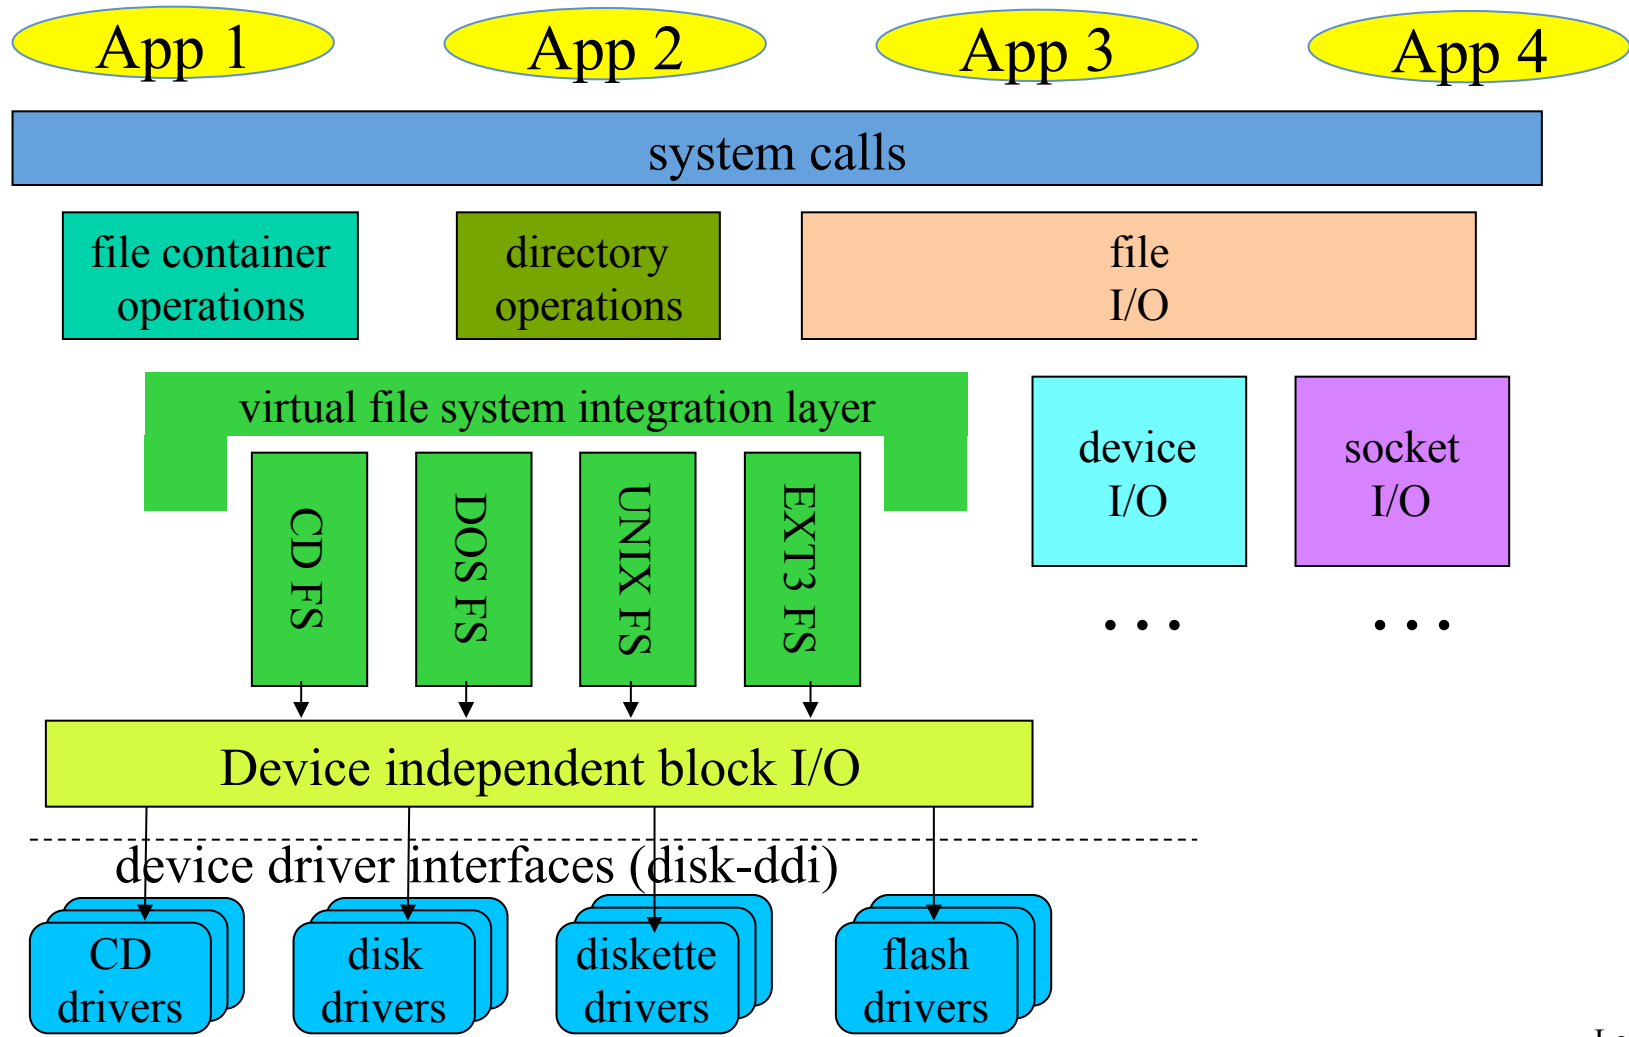 App 1
App 2
App 3
App 4
system calls
file container
operations
directory
operations
file
I/O
virtual file system integration layer
device
I/O
socket
I/O
CD FS
DOS FS
UNIX FS
EXT3 FS
...
...
Device independent block I/O
device driver interfaces (disk-ddi)
CD
drivers
disk
drivers
diskette
drivers
flash
drivers